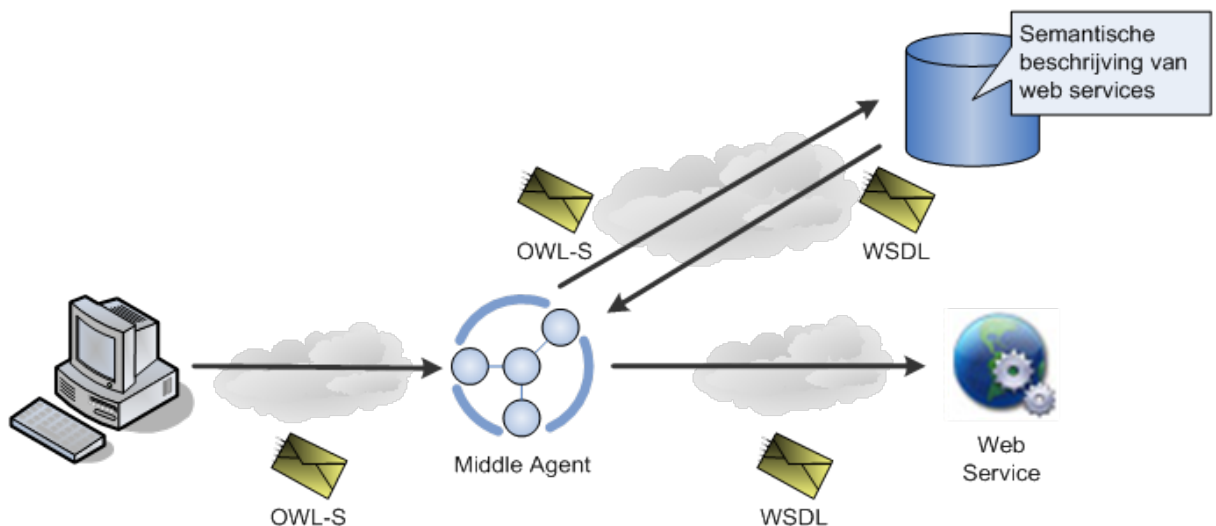 Semantische
beschrijving van
web services
OWL-S
WSDL
Middle Agent
Web
Service
OWL-S
WSDL